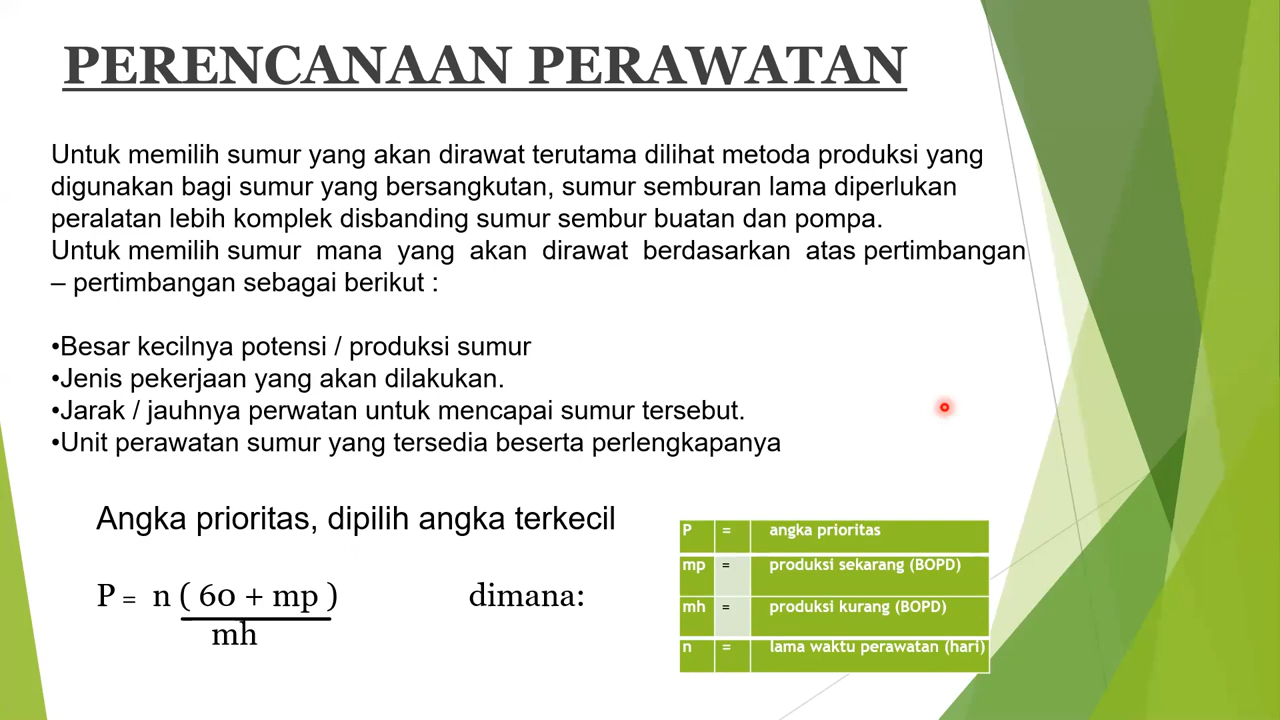 PERENCANAAN PERAWATAN
Untuk memilih sumur yang akan dirawat terutama dilihat metoda produksi yang
digunakan bagi sumur yang bersangkutan, sumur semburan lama diperlukan
peralatan lebih komplek disbanding sumur sembur buatan dan pompa.
Untuk memilih sumur mana yang akan dirawat berdasarkan atas pertimbangan
– pertimbangan sebagai berikut :
•Besar kecilnya potensi / produksi sumur
•Jenis pekerjaan yang akan dilakukan.
•Jarak / jauhnya perwatan untuk mencapai sumur tersebut.
•Unit perawatan sumur yang tersedia beserta perlengkapanya
Angka prioritas, dipilih angka terkecil
P = n ( 60 + mp )
mh
dimana:
P = angka prioritas
mp = produksi sekarang (BOPD)
mh = produksi kurang (BOPD)
n = lama waktu perawatan (hari)